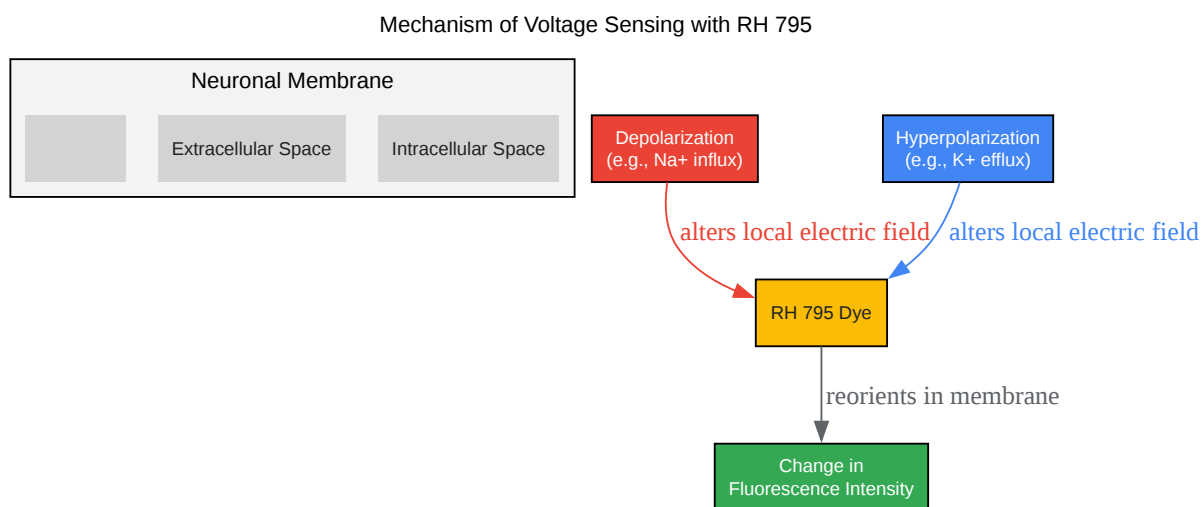 Mechanism of Voltage Sensing with RH 795
Neuronal Membrane
Extracellular Space
Intracellular Space
Depolarization
(e.g., Na+ influx)
Hyperpolarization
(e.g., K+ efflux)
alters local electric field
alters local electric field
RH 795 Dye
reorients in membrane
Change in
Fluorescence Intensity